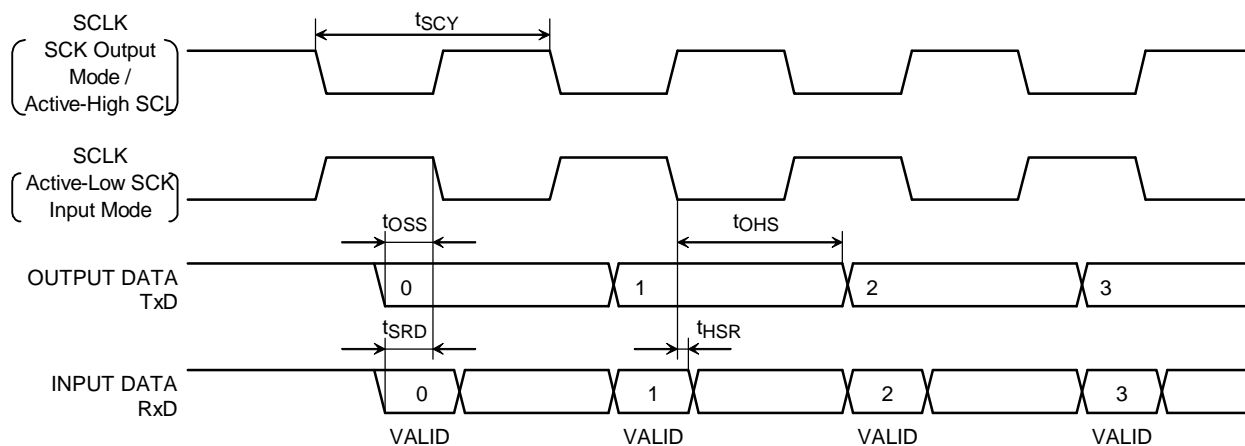 SCLK
SCK Output
Mode /
Active-High SCL
tSCY
SCLK
Active-Low SCK
Input Mode
tOSS
tOHS
OUTPUT DATA
TxD
0 1 2 3
tSRD
tHSR
INPUT DATA
RxD
0 1 2 3
VALID VALID VALID VALID